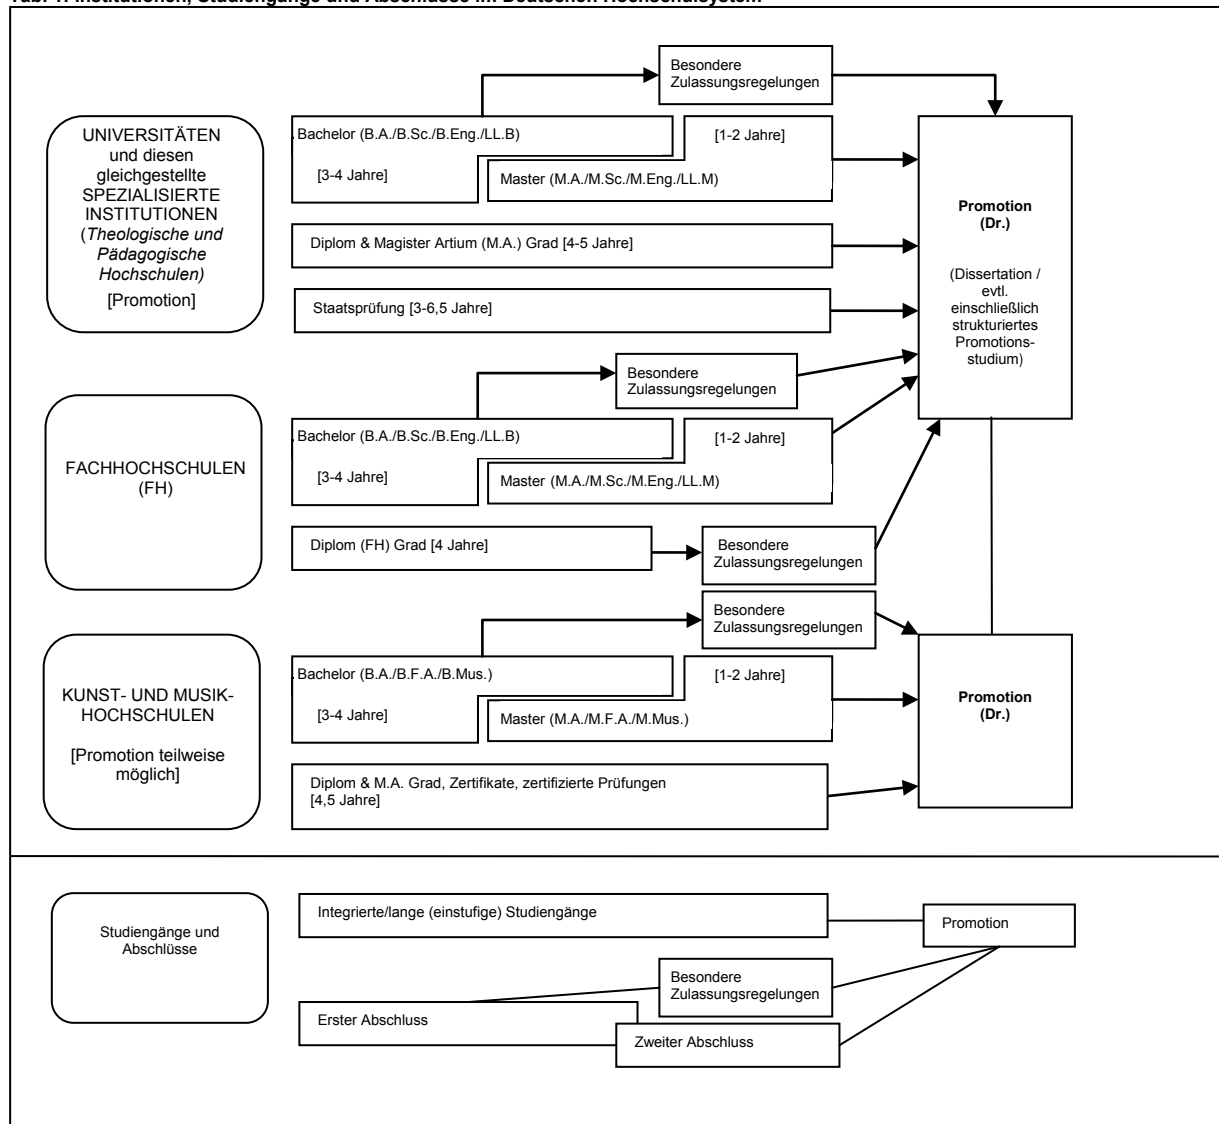 Tab. 1: Institutionen, Studiengänge und Abschlüsse im Deutschen Hochschulsystem
Besondere
Zulassungsregelungen
UNIVERSITÄTEN
und diesen
gleichgestellte
SPEZIALISIERTE
INSTITUTIONEN
(Theologische und
Pädagogische
Hochschulen)
[Promotion]
Bachelor (B.A./B.Sc./B.Eng./LL.B)
[3-4 Jahre]
[1-2 Jahre]
Master (M.A./M.Sc./M.Eng./LL.M)
Diplom & Magister Artium (M.A.) Grad [4-5 Jahre]
Staatsprüfung [3-6,5 Jahre]
Promotion
(Dr.)
(Dissertation /
evtl.
einschließlich
strukturiertes
Promotions-
studium)
Besondere
Zulassungsregelungen
FACHHOCHSCHULEN
(FH)
Bachelor (B.A./B.Sc./B.Eng./LL.B)
[3-4 Jahre]
[1-2 Jahre]
Master (M.A./M.Sc./M.Eng./LL.M)
Diplom (FH) Grad [4 Jahre]
Besondere
Zulassungsregelungen
Besondere
Zulassungsregelungen
KUNST- UND MUSIK-
HOCHSCHULEN
[Promotion teilweise
möglich]
Bachelor (B.A./B.F.A./B.Mus.)
[3-4 Jahre]
[1-2 Jahre]
Master (M.A./M.F.A./M.Mus.)
Diplom & M.A. Grad, Zertifikate, zertifizierte Prüfungen
[4,5 Jahre]
Promotion
(Dr.)
Studiengänge und
Abschlüsse
Integrierte/lange (einstufige) Studiengänge
Promotion
Besondere
Zulassungsregelungen
Erster Abschluss
Zweiter Abschluss